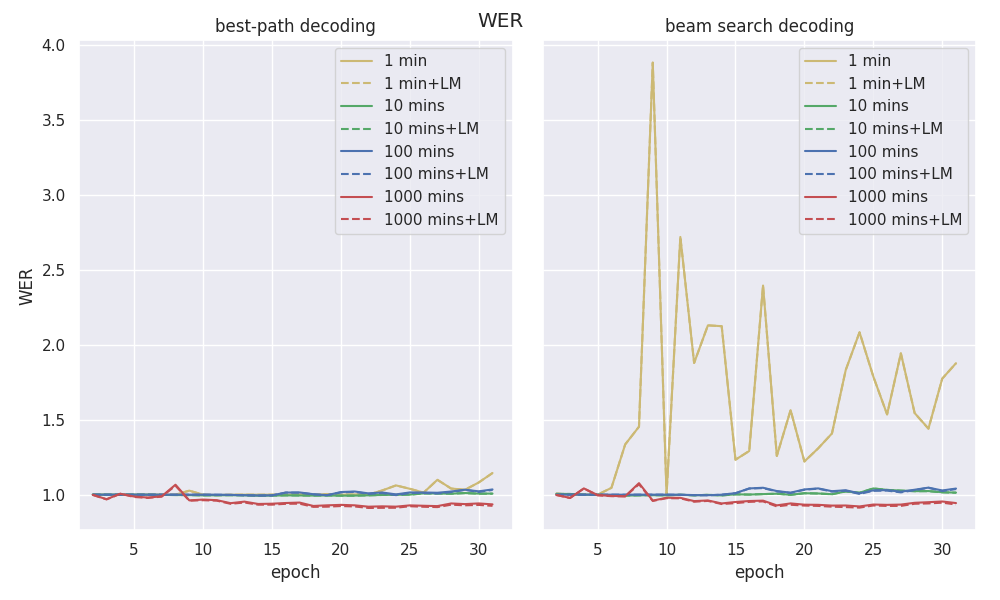 WER
best-path decoding
beam search decoding
WER
4.0
3.5
3.0
2.5
2.0
1.5
1.0
1 min
1 min+LM
10 mins
10 mins+LM
100 mins
100 mins+LM
1000 mins
1000 mins+LM
1 min
1 min+LM
10 mins
10 mins+LM
100 mins
100 mins+LM
1000 mins
1000 mins+LM
5 10 15 20 25 30
5 10 15 20 25 30
epoch
epoch